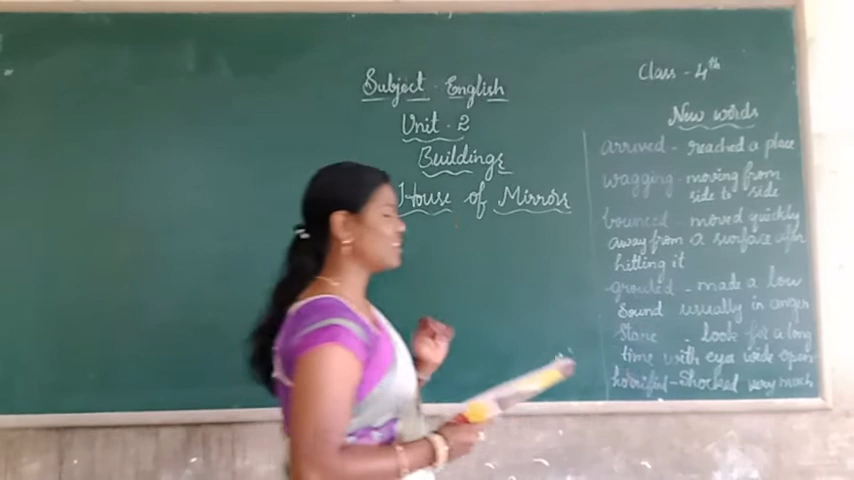 Subject - English
Unit - 2
Buildings
House of Mirrors
Class - 4th
New words
arrived - reached a place
wagging - moving from
side to side
bounced - moved quickly
away from a surface after
hitting it
growled - made a low
Sound usually in anger
Stare - look for a long
time with eyes wide open
horrified - shocked very much